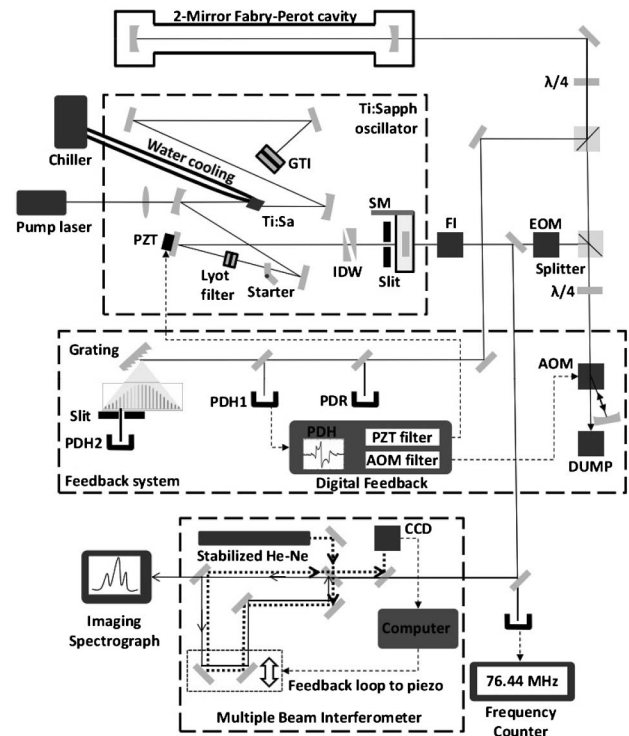 2-Mirror Fabry-Perot cavity
λ/4
Ti:Sapph
oscillator
Chiller
Water cooling
GTI
Pump laser
Ti:Sa
SM
FI
EOM
Splitter
PZT
Lyot
filter
Starter
IDW
Slit
λ/4
Grating
AOM
Slit
PDH1
PDR
PDH2
PDH
PZT filter
AOM filter
DUMP
Feedback system
Digital Feedback
CCD
Stabilized He-Ne
Imaging
Spectrograph
Computer
Feedback loop to piezo
Multiple Beam Interferometer
76.44 MHz
Frequency
Counter